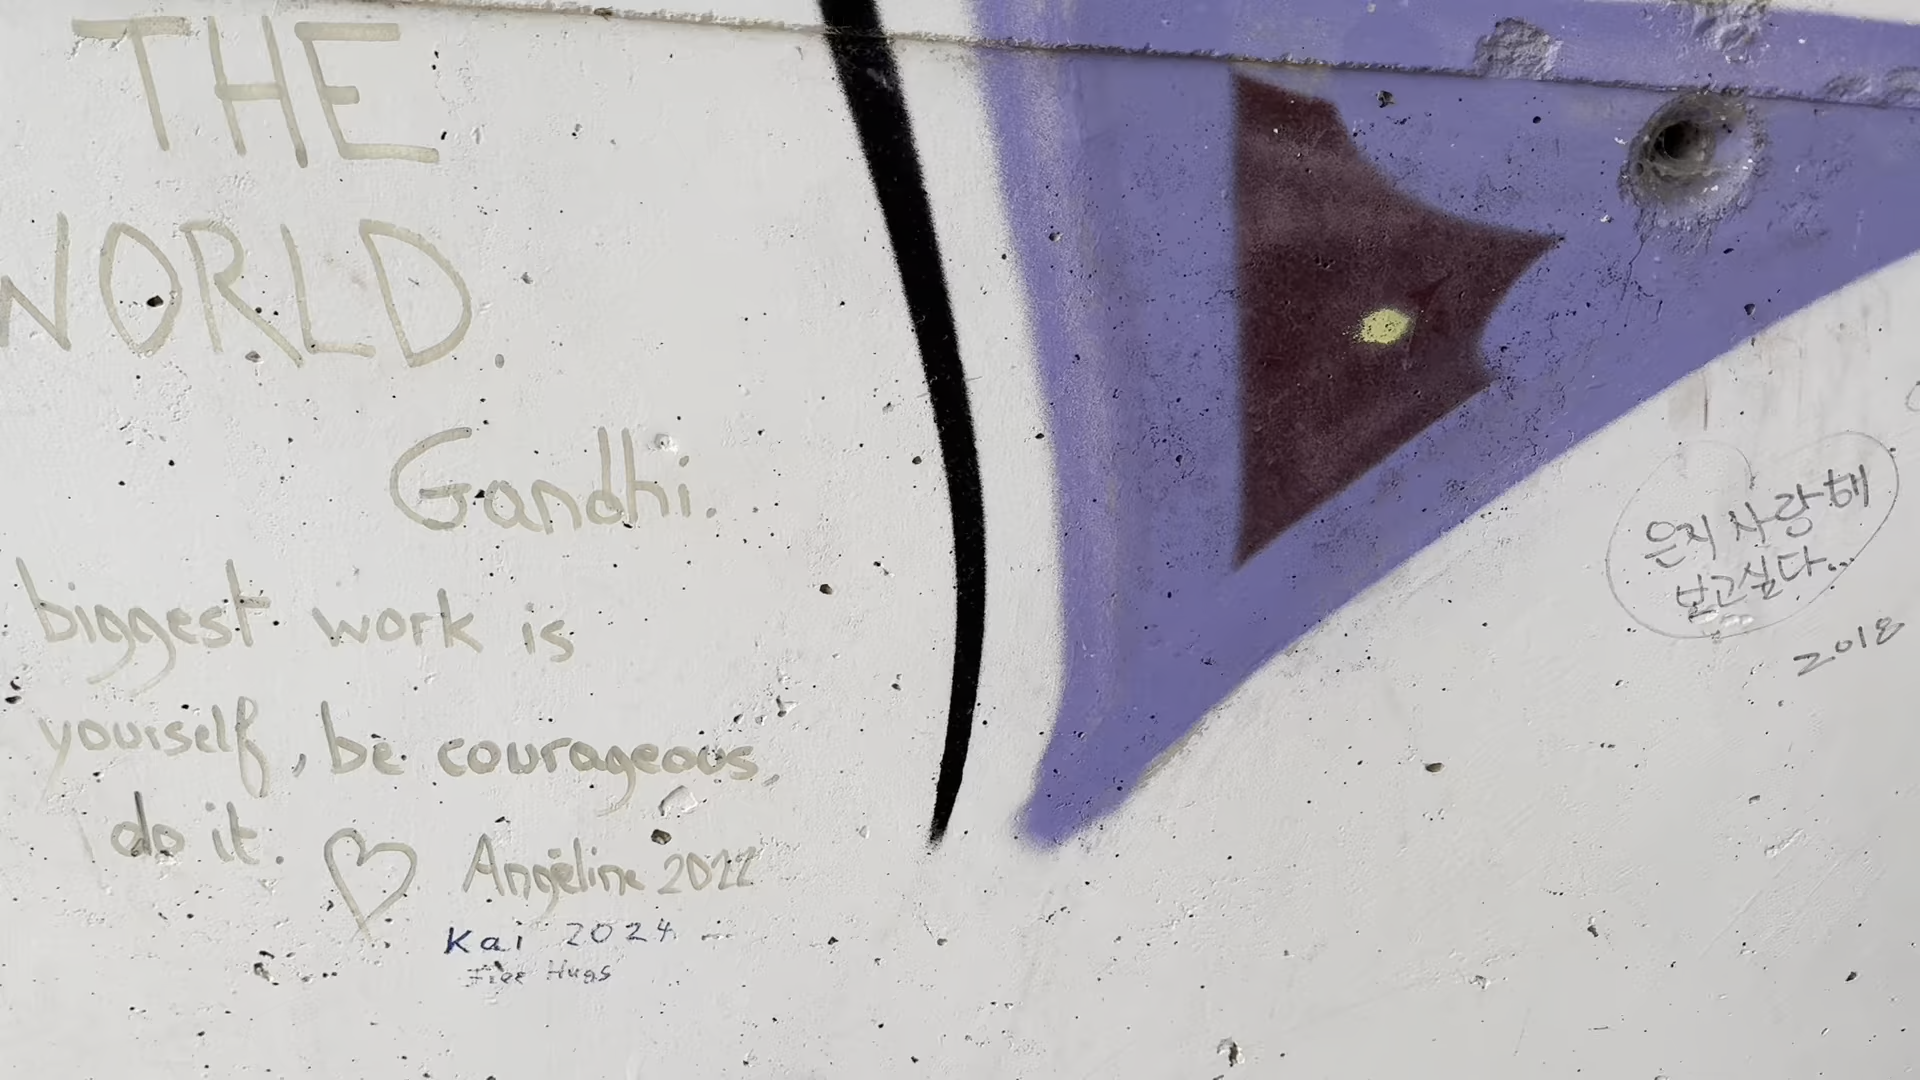 THE
WORLD.
Gandhi.
biggest work is
yourself, be courageous,
do it. Angéline 2022
Kai 2024
Free Hugs
은지 사랑해
보고싶다..
2018